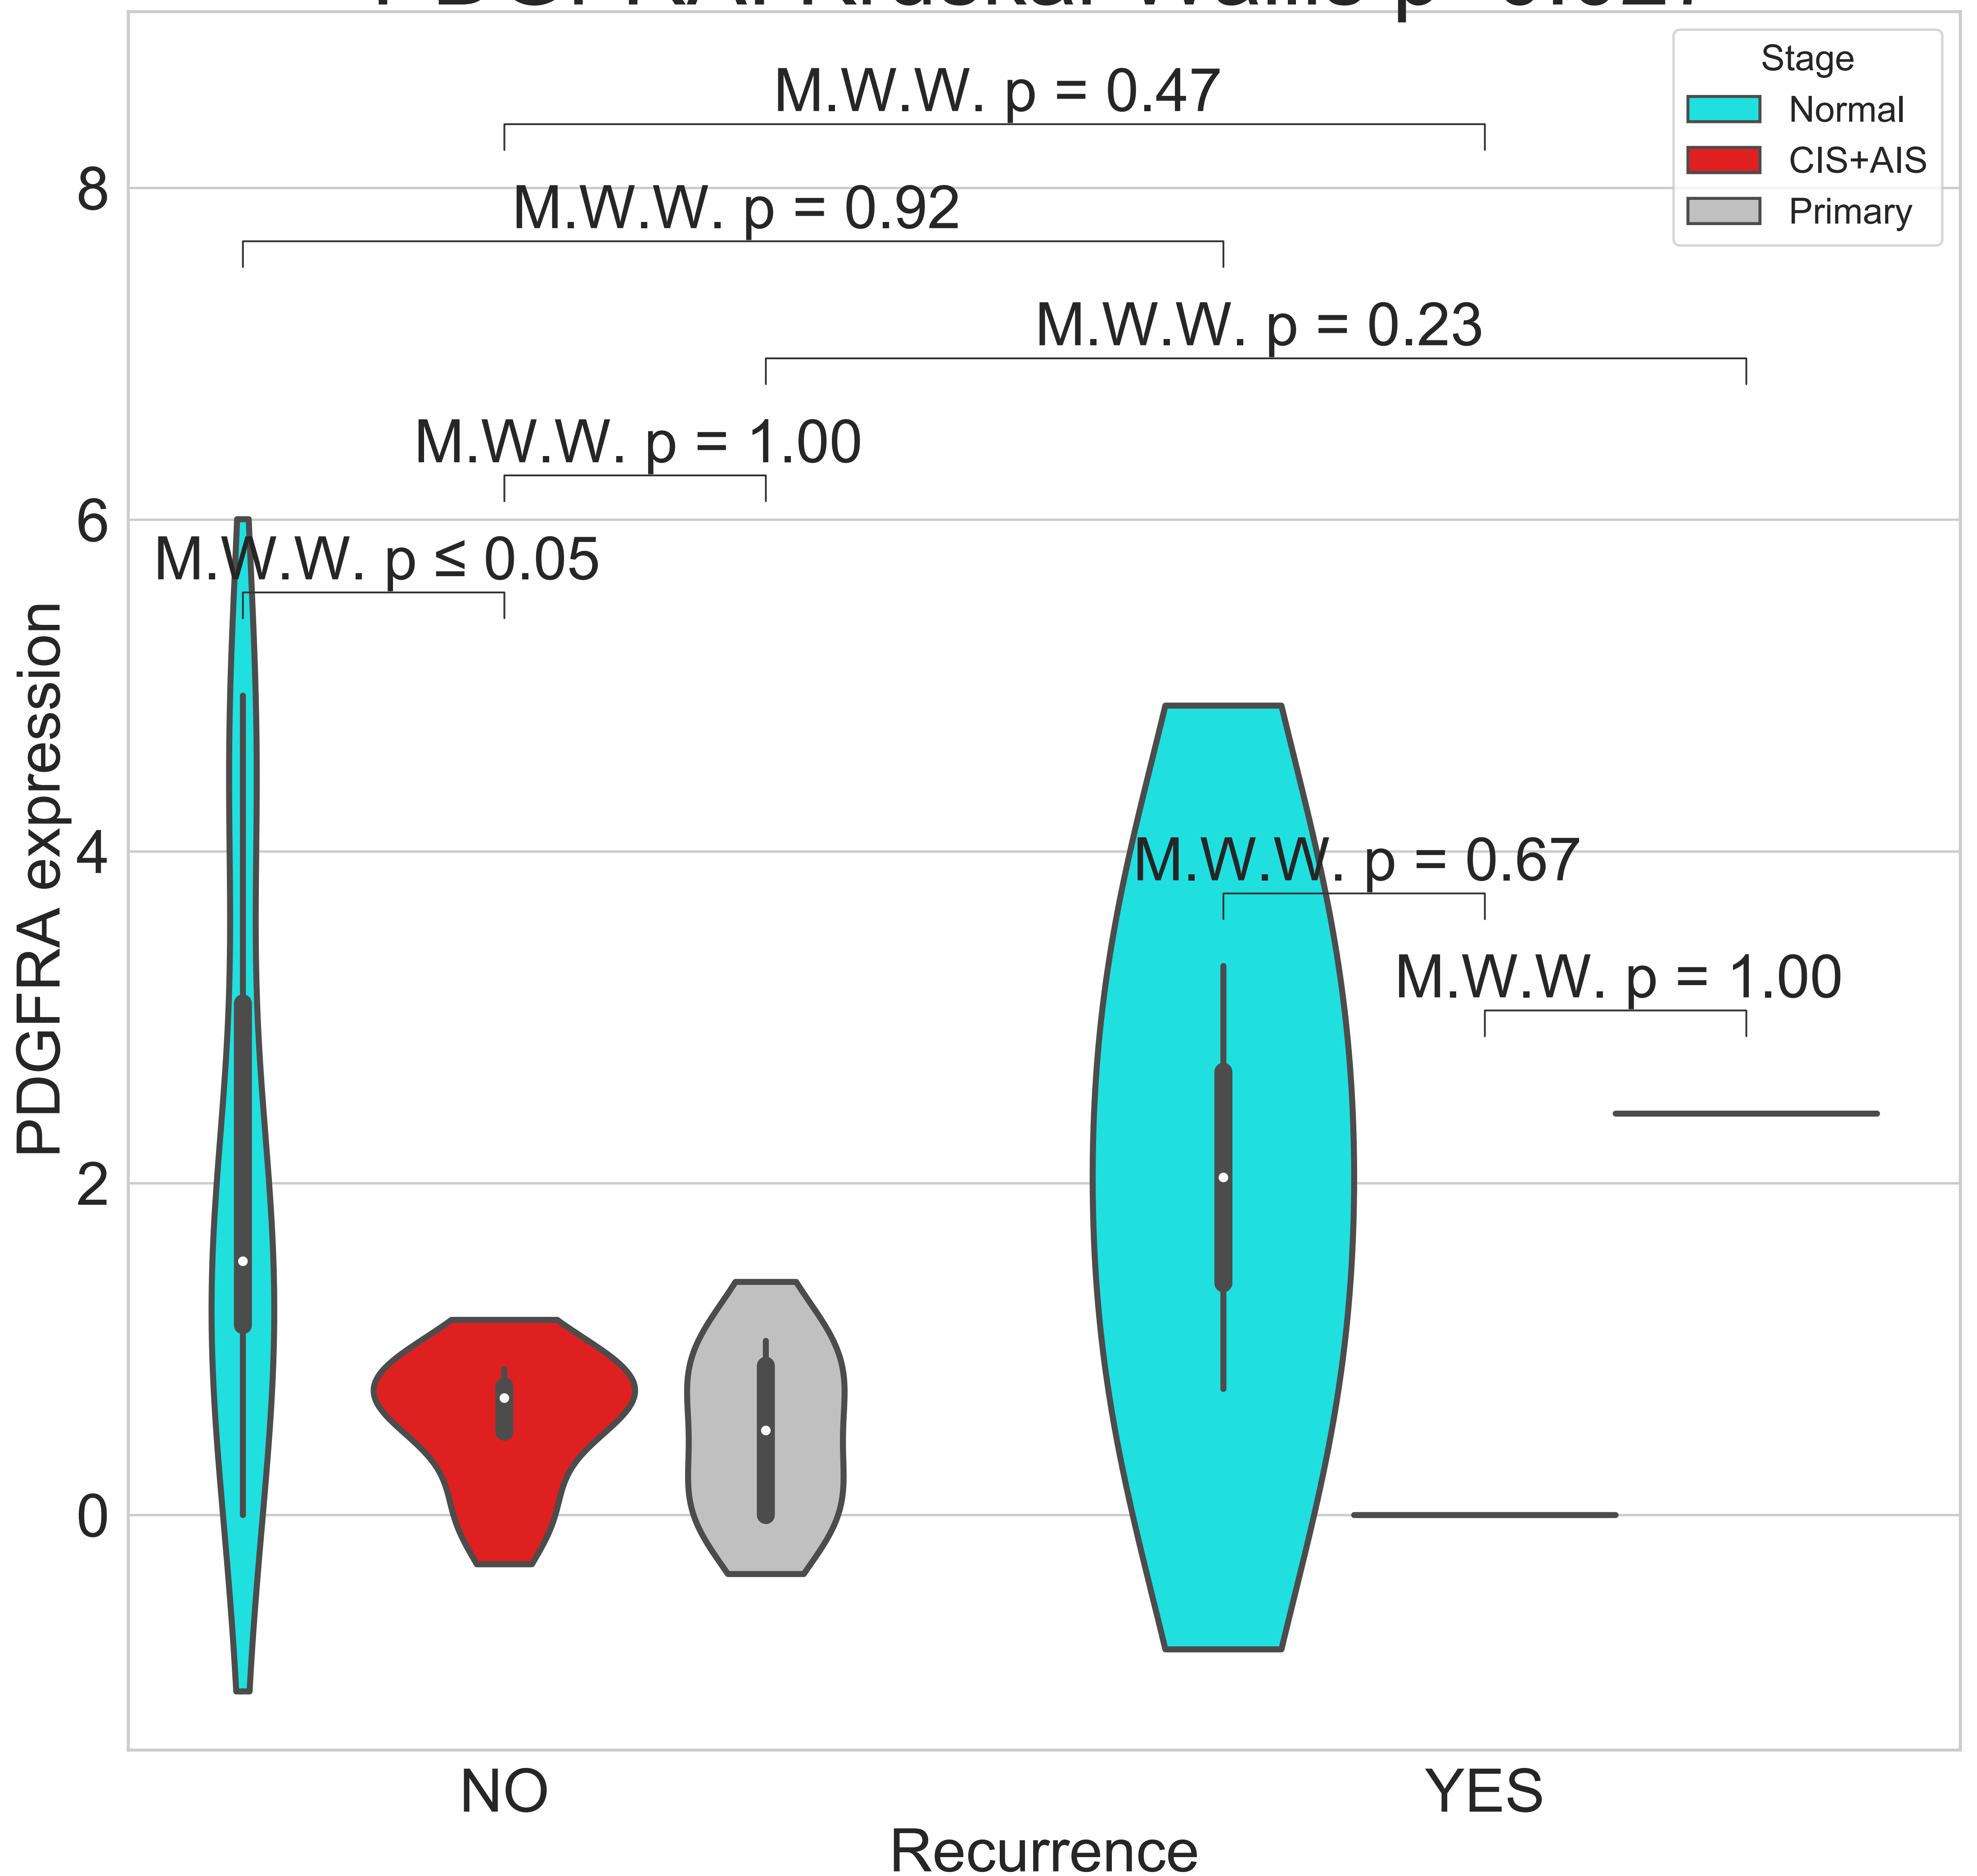 Stage
Normal
CIS+AIS
Primary
M.W.W. p = 0.47
M.W.W. p = 0.92
M.W.W. p = 0.23
M.W.W. p = 1.00
M.W.W. p ≤ 0.05
M.W.W. p = 0.67
M.W.W. p = 1.00
PDGFRA expression
8
6
4
2
0
NO
YES
Recurrence